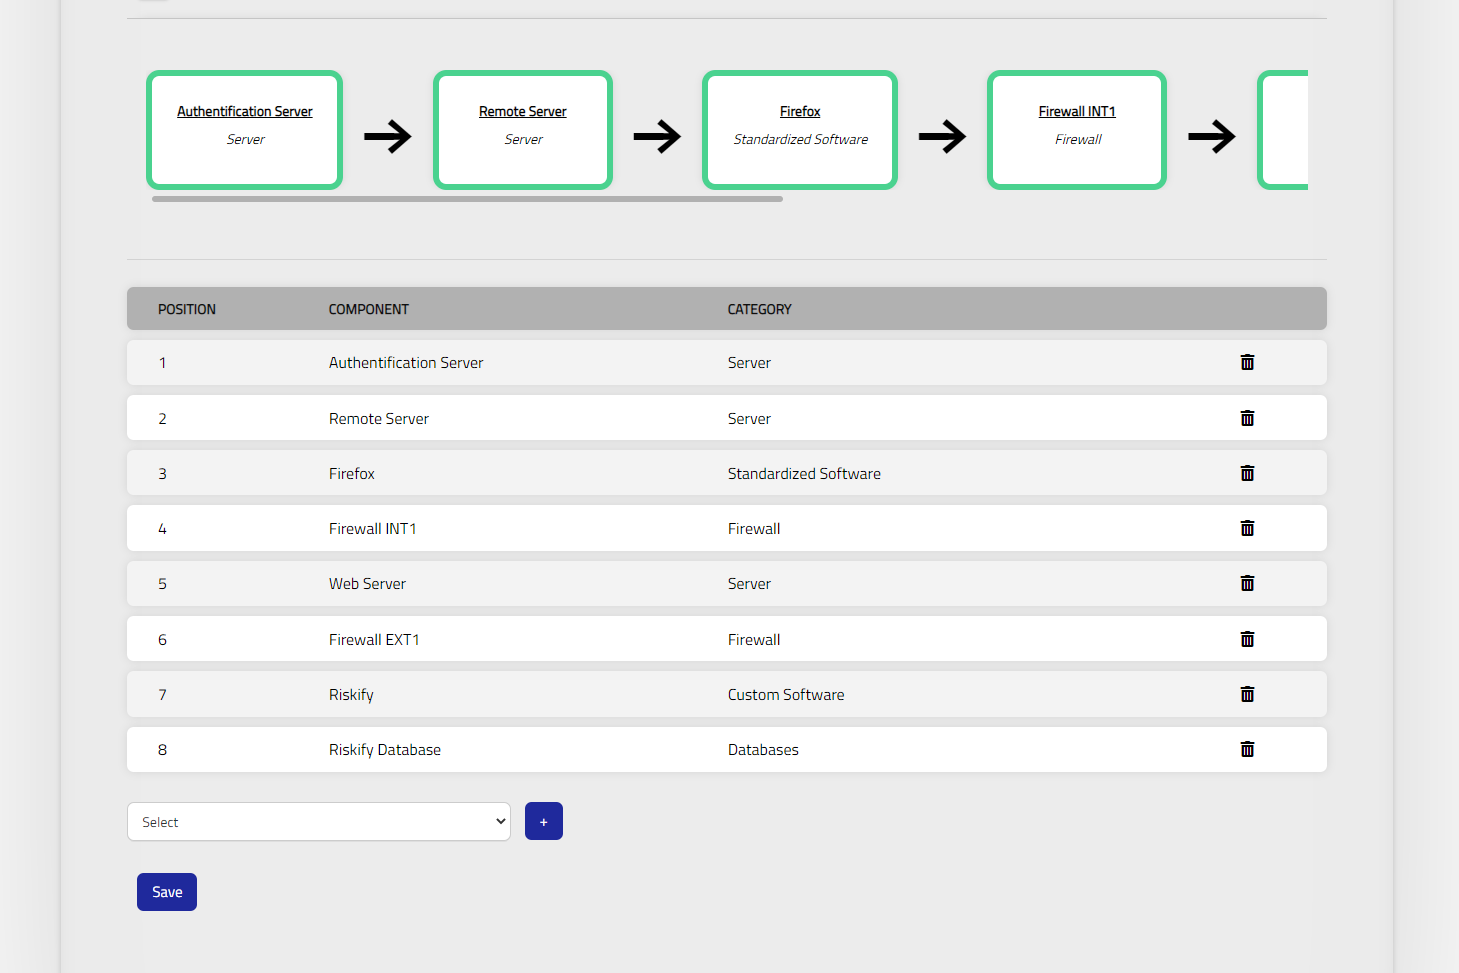 Authentification Server
Server
Remote Server
Server
Firefox
Standardized Software
Firewall INT1
Firewall
POSITION COMPONENT CATEGORY
1 Authentification Server Server
2 Remote Server Server
3 Firefox Standardized Software
4 Firewall INT1 Firewall
5 Web Server Server
6 Firewall EXT1 Firewall
7 Riskify Custom Software
8 Riskify Database Databases
Select +
Save